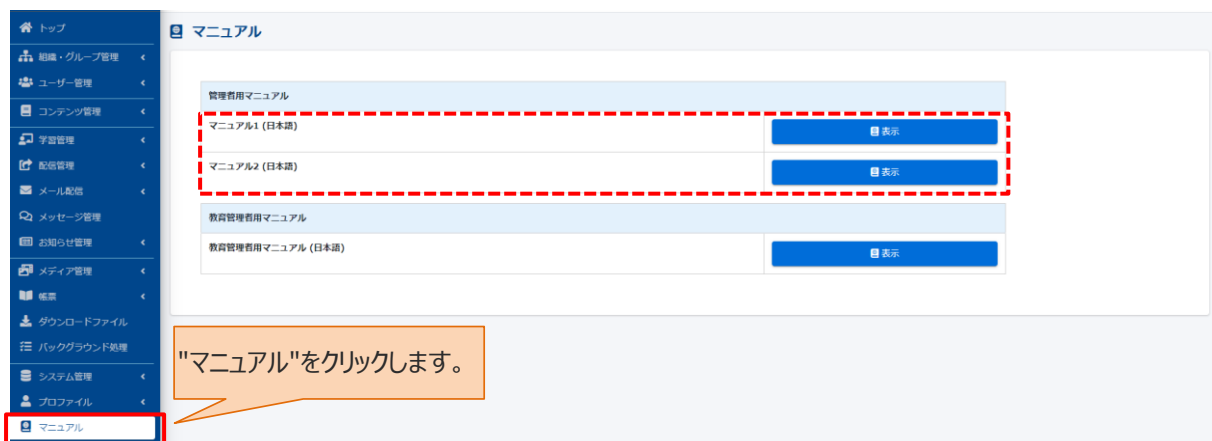 トップ
組織・グループ管理
ユーザー管理
コンテンツ管理
学習管理
配信管理
メール配信
メッセージ管理
お知らせ管理
メディア管理
帳票
ダウンロードファイル
バックグラウンド処理
システム管理
プロファイル
マニュアル
マニュアル
管理者用マニュアル
マニュアル1 (日本語)
表示
マニュアル2 (日本語)
表示
教育管理者用マニュアル
教育管理者用マニュアル (日本語)
表示
"マニュアル"をクリックします。